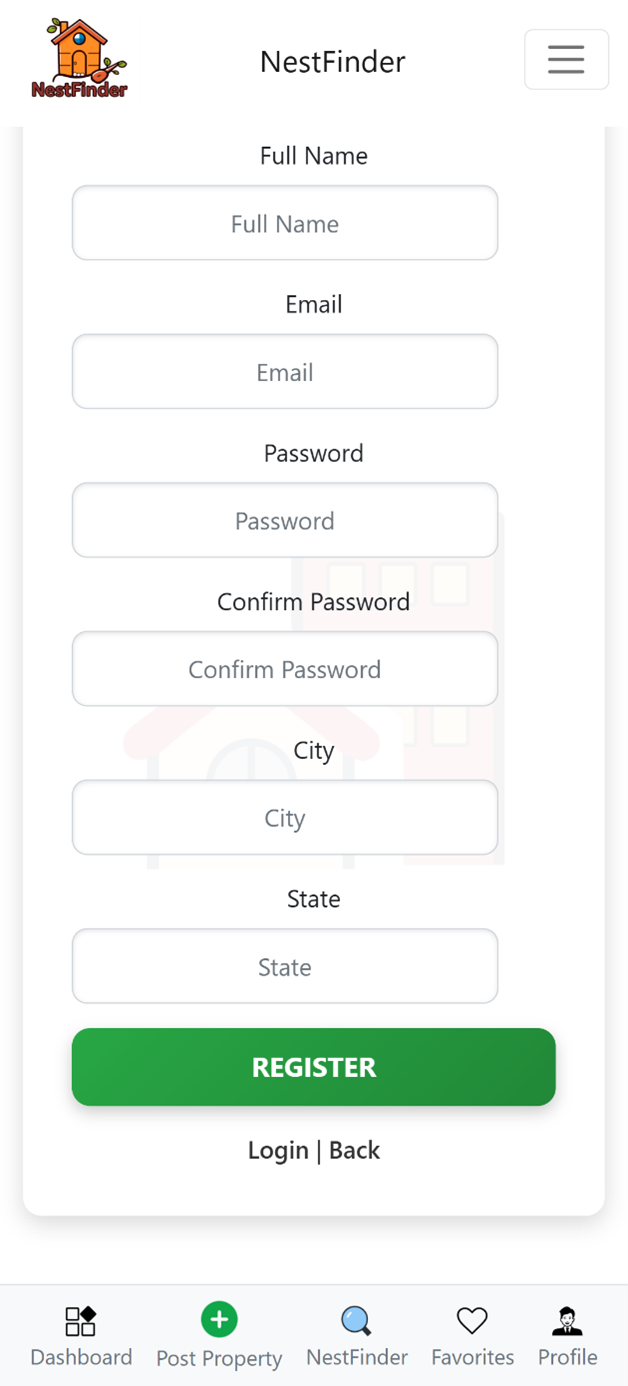 NestFinder
NestFinder
Full Name
Full Name
Email
Email
Password
Password
Confirm Password
Confirm Password
City
City
State
State
REGISTER
Login | Back
Dashboard
Post Property
NestFinder
Favorites
Profile